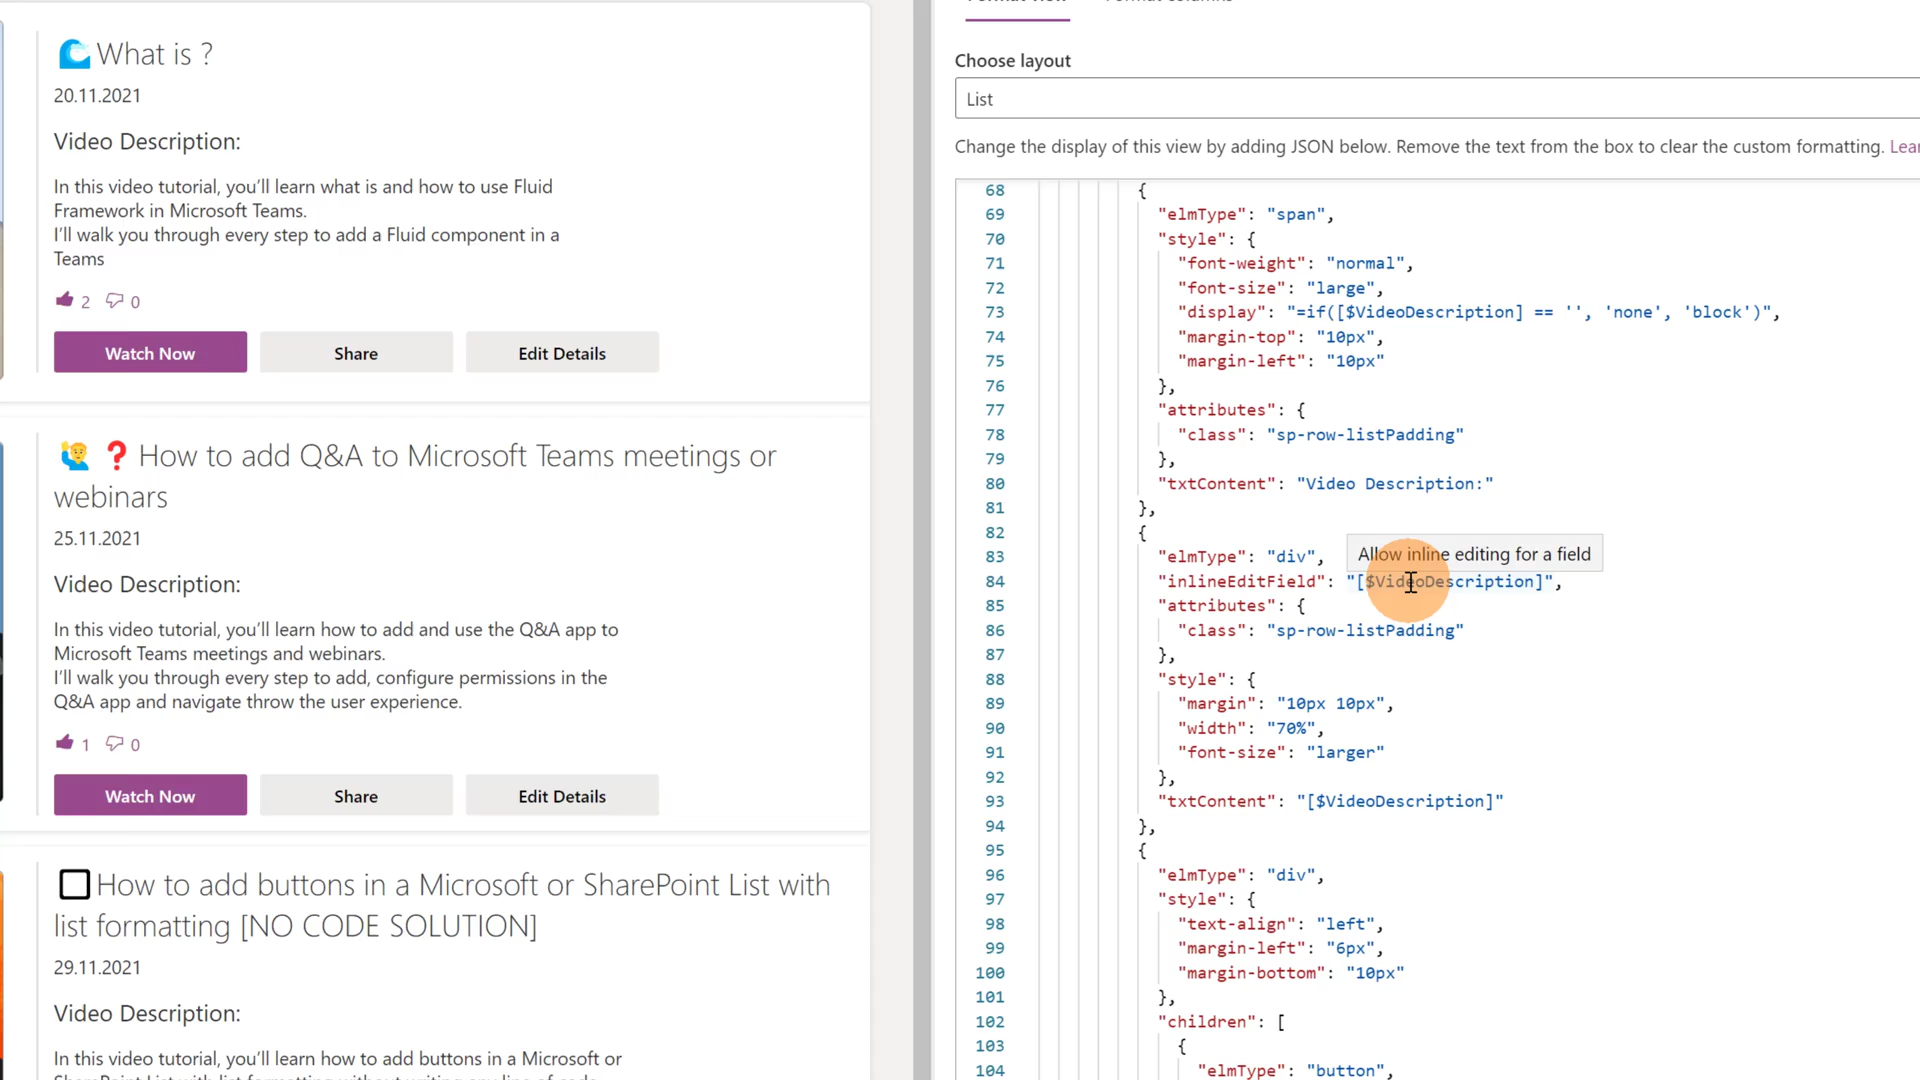 What is ?
20.11.2021
Video Description:
In this video tutorial, you'll learn what is and how to use Fluid
Framework in Microsoft Teams.
I'll walk you through every step to add a Fluid component in a
Teams
2 0
Watch Now Share Edit Details
❓ How to add Q&A to Microsoft Teams meetings or
webinars
25.11.2021
Video Description:
In this video tutorial, you'll learn how to add and use the Q&A app to
Microsoft Teams meetings and webinars.
I'll walk you through every step to add, configure permissions in the
Q&A app and navigate throw the user experience.
1 0
Watch Now Share Edit Details
How to add buttons in a Microsoft or SharePoint List with
list formatting [NO CODE SOLUTION]
29.11.2021
Video Description:
In this video tutorial, you'll learn how to add buttons in a Microsoft or
Choose layout
List
Change the display of this view by adding JSON below. Remove the text from the box to clear the custom formatting. Lear
68 {
69 "elmType": "span",
70 "style": {
71 "font-weight": "normal",
72 "font-size": "large",
73 "display": "=if([$VideoDescription] == '', 'none', 'block')",
74 "margin-top": "10px",
75 "margin-left": "10px"
76 },
77 "attributes": {
78 "class": "sp-row-listPadding"
79 },
80 "txtContent": "Video Description:"
81 },
82 {
83 "elmType": "div",
Allow inline editing for a field
84 "inlineEditField": "[$VideoDescription]",
85 "attributes": {
86 "class": "sp-row-listPadding"
87 },
88 "style": {
89 "margin": "10px 10px",
90 "width": "70%",
91 "font-size": "larger"
92 },
93 "txtContent": "[$VideoDescription]"
94 },
95 {
96 "elmType": "div",
97 "style": {
98 "text-align": "left",
99 "margin-left": "6px",
100 "margin-bottom": "10px"
101 },
102 "children": [
103 {
104 "elmType": "button",